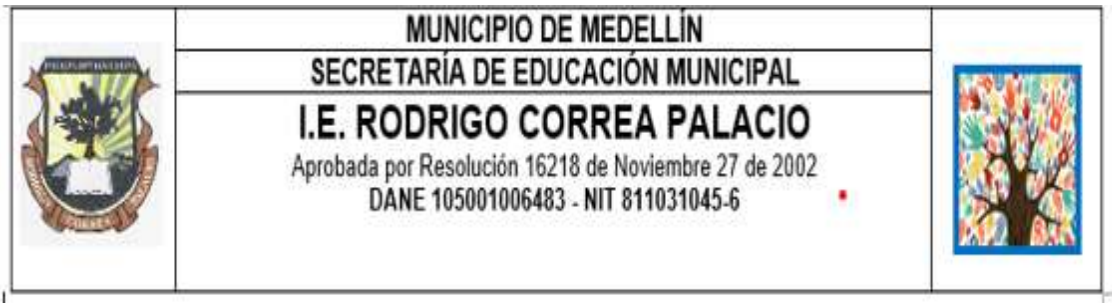 MUNICIPIO DE MEDELLÍN
SECRETARÍA DE EDUCACIÓN MUNICIPAL
I.E. RODRIGO CORREA PALACIO
Aprobada por Resolución 16218 de Noviembre 27 de 2002
DANE 105001006483 - NIT 811031045-6